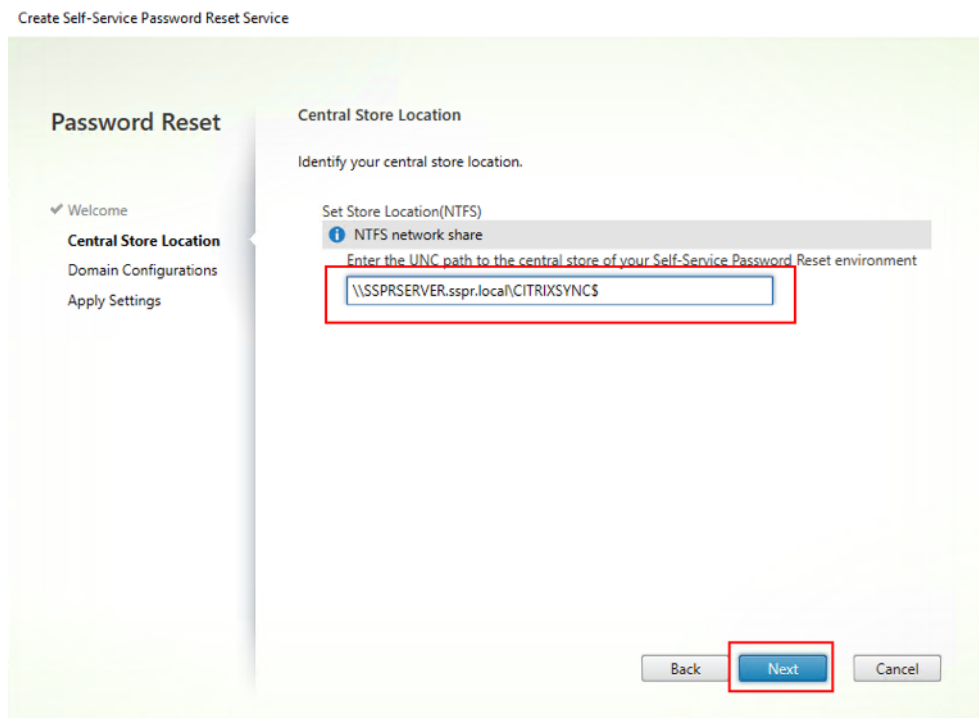 Create Self-Service Password Reset Service
Password Reset
Welcome
Central Store Location
Domain Configurations
Apply Settings
Central Store Location
Identify your central store location.
Set Store Location(NTFS)
NTFS network share
Enter the UNC path to the central store of your Self-Service Password Reset environment
\\SSPRSERVER.sspr.local\CITRIXSYNC$
Back Next Cancel